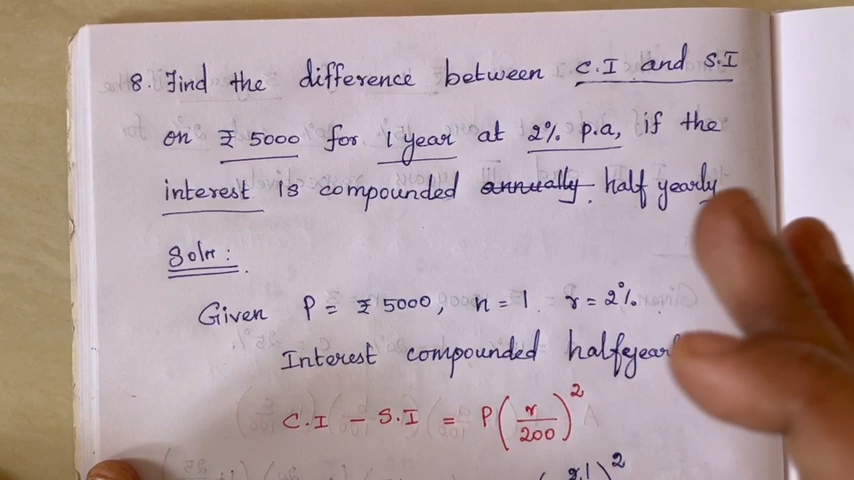 8. Find the difference between C.I and S.I
on ₹ 5000 for 1 year at 2% p.a, if the
interest is compounded annually. half yearly
Soln:
Given P = ₹ 5000, n = 1 r = 2%.
Interest compounded
C.I - S.I = P(r/200)²